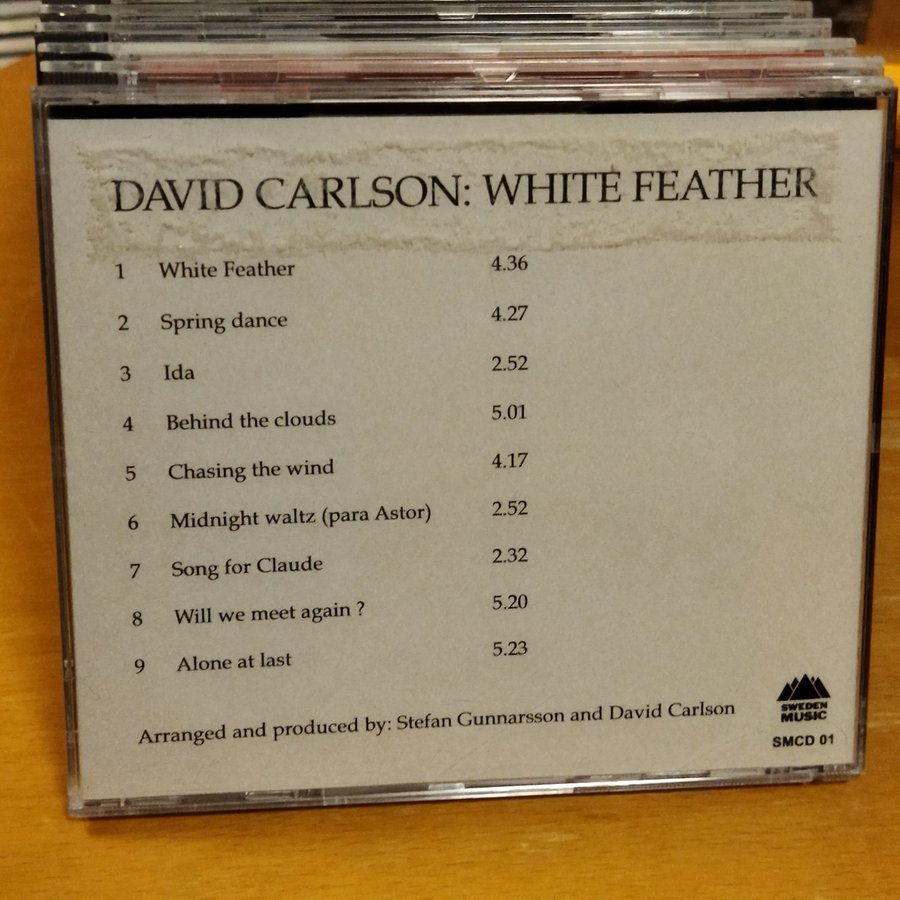 DAVID CARLSON: WHITE FEATHER
1 White Feather 4.36
2 Spring dance 4.27
3 Ida 2.52
4 Behind the clouds 5.01
5 Chasing the wind 4.17
6 Midnight waltz (para Astor) 2.52
7 Song for Claude 2.32
8 Will we meet again ? 5.20
9 Alone at last 5.23
Arranged and produced by: Stefan Gunnarsson and David Carlson
SWEDEN
MUSIC
SMCD 01